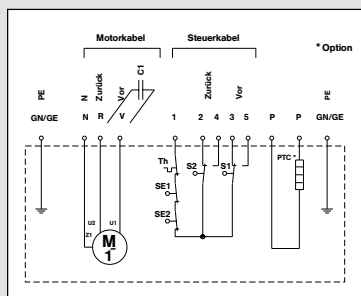 Motorkabel Steuerkabel
* Option
C1
PE N Zurück Vor Zurück Vor PE
GN/GE N R V 1 2 4 3 5 P P GN/GE
Th S2 S1 PTC *
SE1
SE2
U2 U1
Z1 M
1~